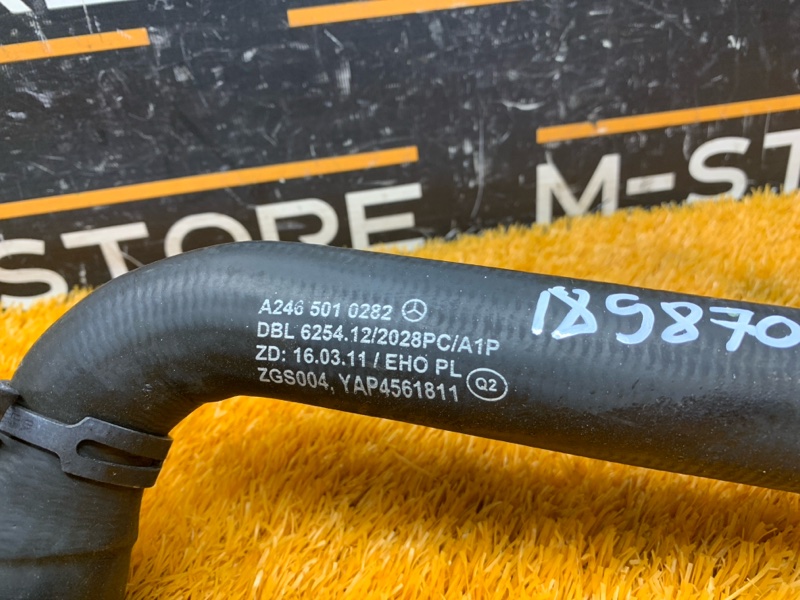 STORE
M-ST
A246 501 0282
DBL 6254.12/2028PC/A1P
ZD: 16.03.11 / EHO PL
ZGS004, YAP4561811 Q2
189870